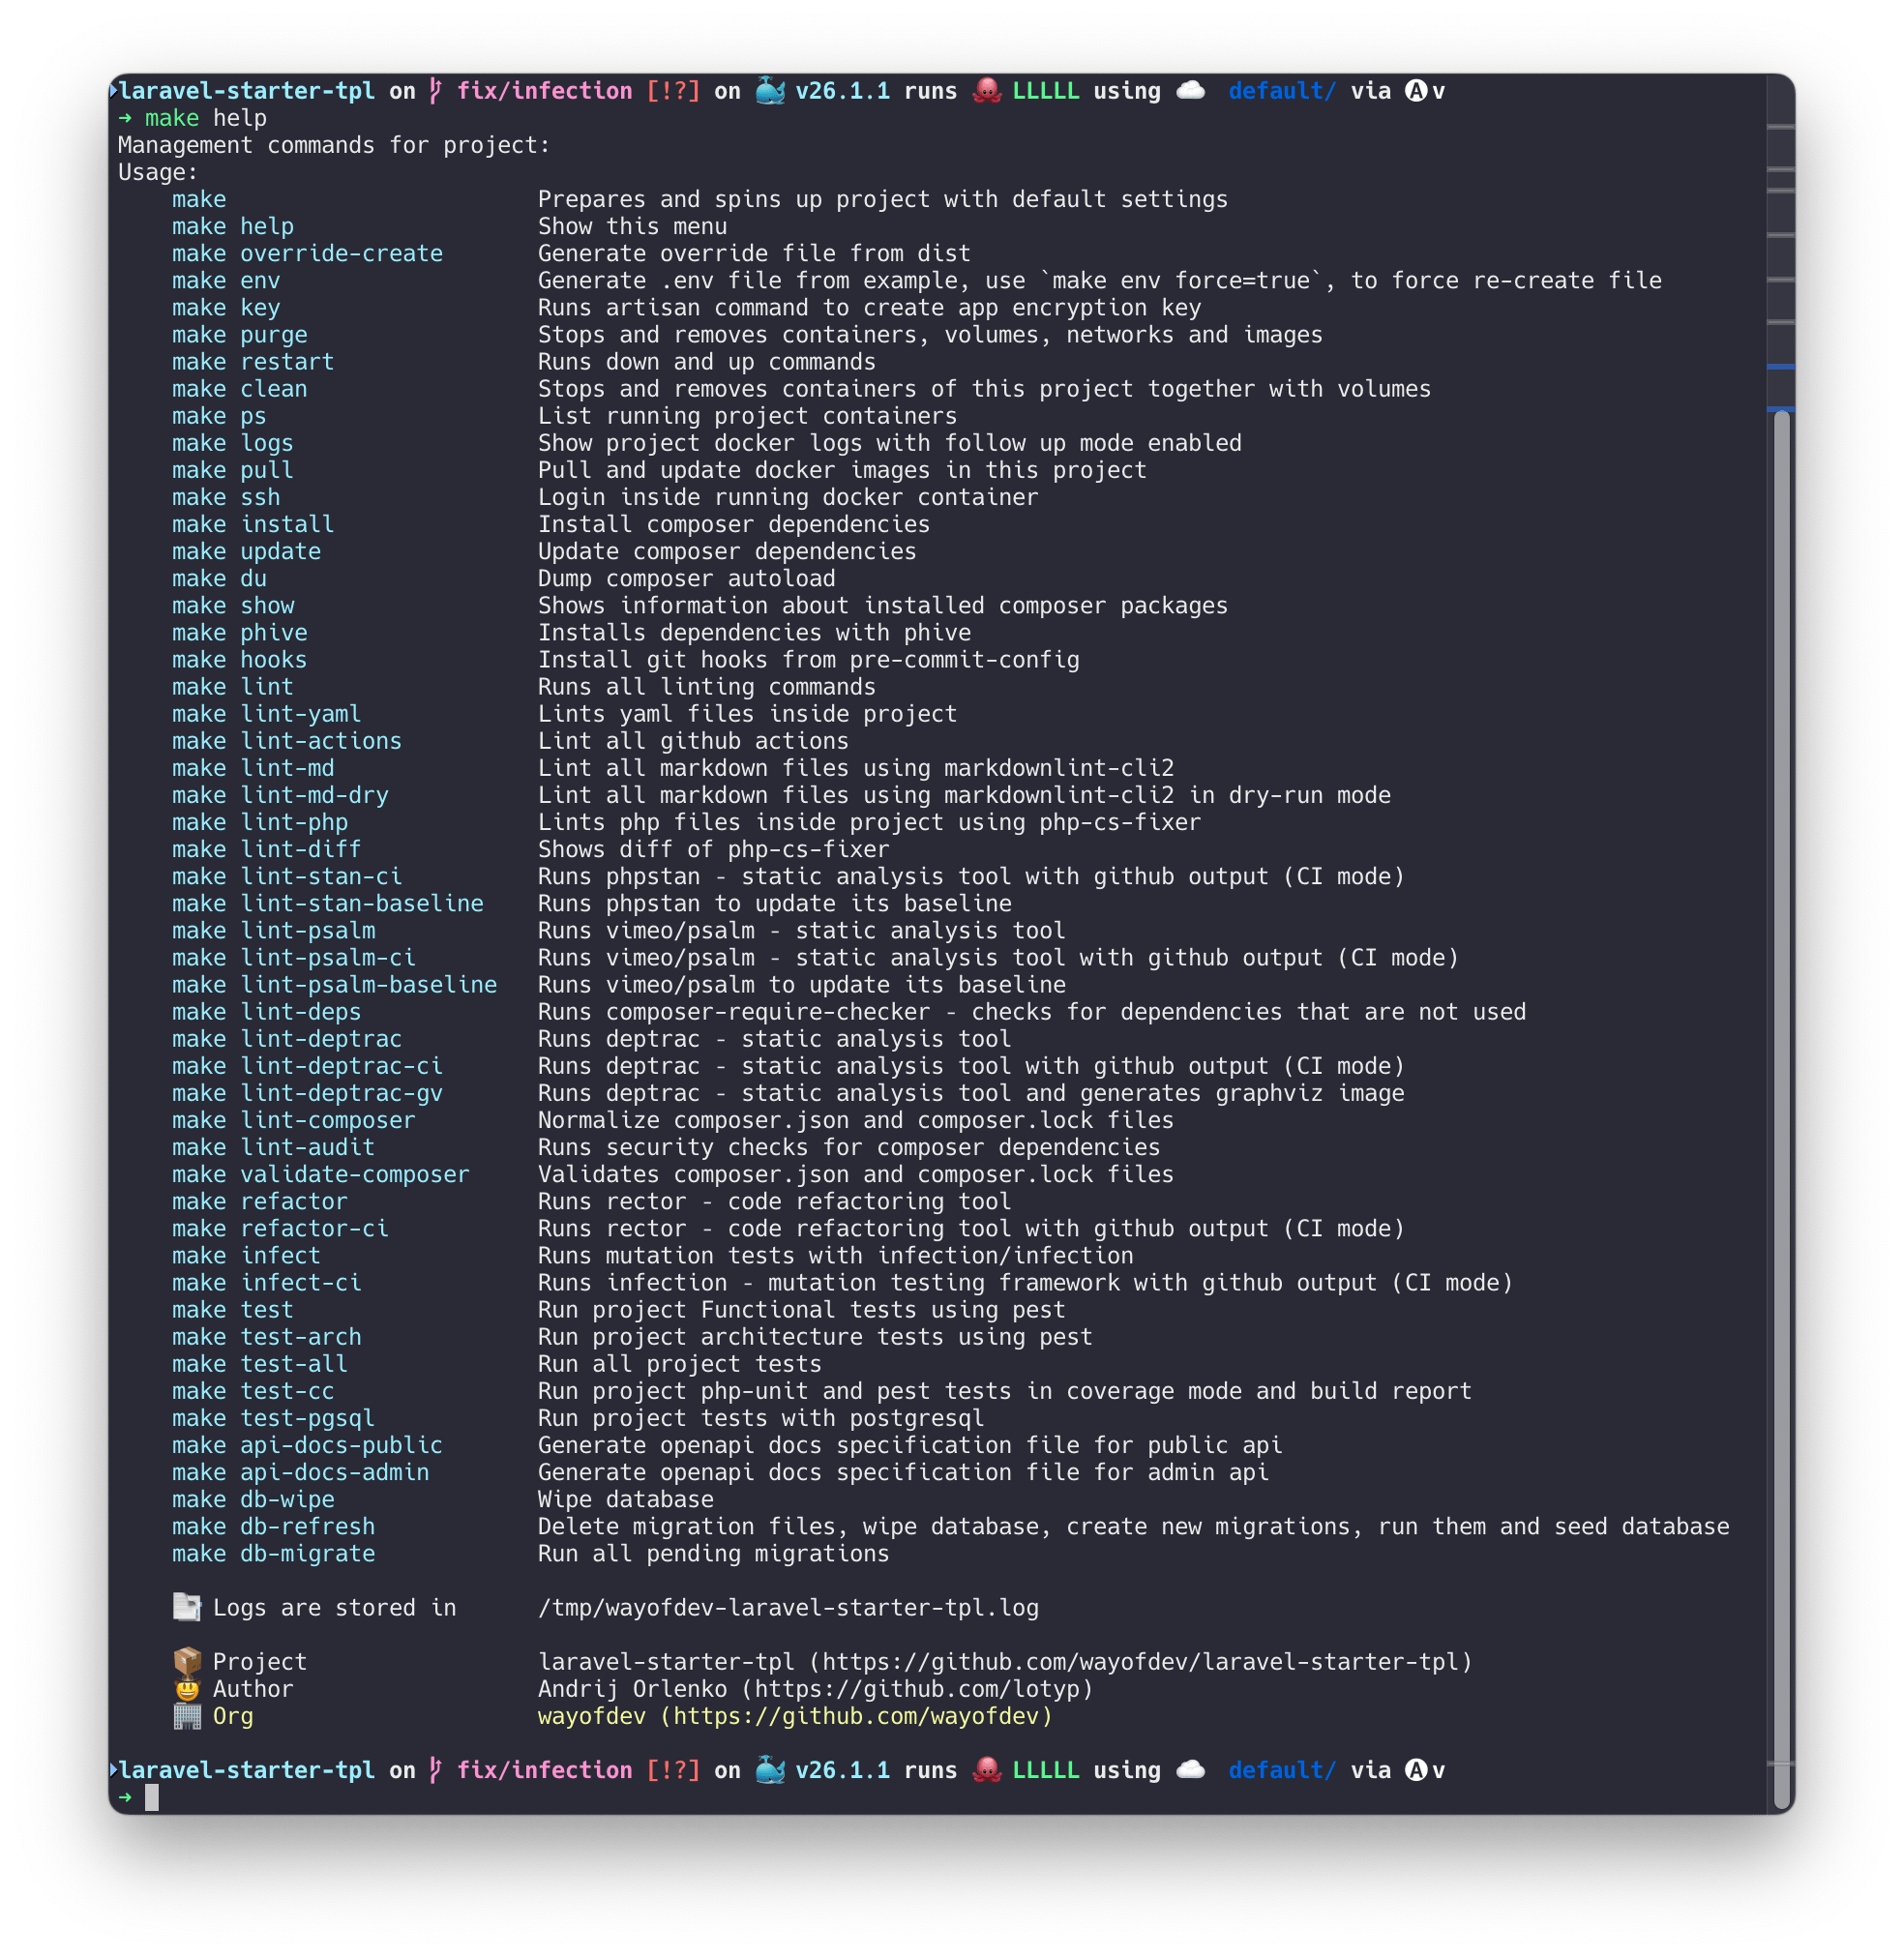 laravel-starter-tpl on fix/infection [!?] on 🐳 v26.1.1 runs 🐙 LLLLL using ☁️ default/ via 🅐 v
➜ make help
Management commands for project:
Usage:
make Prepares and spins up project with default settings
make help Show this menu
make override-create Generate override file from dist
make env Generate .env file from example, use `make env force=true`, to force re-create file
make key Runs artisan command to create app encryption key
make purge Stops and removes containers, volumes, networks and images
make restart Runs down and up commands
make clean Stops and removes containers of this project together with volumes
make ps List running project containers
make logs Show project docker logs with follow up mode enabled
make pull Pull and update docker images in this project
make ssh Login inside running docker container
make install Install composer dependencies
make update Update composer dependencies
make du Dump composer autoload
make show Shows information about installed composer packages
make phive Installs dependencies with phive
make hooks Install git hooks from pre-commit-config
make lint Runs all linting commands
make lint-yaml Lints yaml files inside project
make lint-actions Lint all github actions
make lint-md Lint all markdown files using markdownlint-cli2
make lint-md-dry Lint all markdown files using markdownlint-cli2 in dry-run mode
make lint-php Lints php files inside project using php-cs-fixer
make lint-diff Shows diff of php-cs-fixer
make lint-stan-ci Runs phpstan - static analysis tool with github output (CI mode)
make lint-stan-baseline Runs phpstan to update its baseline
make lint-psalm Runs vimeo/psalm - static analysis tool
make lint-psalm-ci Runs vimeo/psalm - static analysis tool with github output (CI mode)
make lint-psalm-baseline Runs vimeo/psalm to update its baseline
make lint-deps Runs composer-require-checker - checks for dependencies that are not used
make lint-deptrac Runs deptrac - static analysis tool
make lint-deptrac-ci Runs deptrac - static analysis tool with github output (CI mode)
make lint-deptrac-gv Runs deptrac - static analysis tool and generates graphviz image
make lint-composer Normalize composer.json and composer.lock files
make lint-audit Runs security checks for composer dependencies
make validate-composer Validates composer.json and composer.lock files
make refactor Runs rector - code refactoring tool
make refactor-ci Runs rector - code refactoring tool with github output (CI mode)
make infect Runs mutation tests with infection/infection
make infect-ci Runs infection - mutation testing framework with github output (CI mode)
make test Run project Functional tests using pest
make test-arch Run project architecture tests using pest
make test-all Run all project tests
make test-cc Run project php-unit and pest tests in coverage mode and build report
make test-pgsql Run project tests with postgresql
make api-docs-public Generate openapi docs specification file for public api
make api-docs-admin Generate openapi docs specification file for admin api
make db-wipe Wipe database
make db-refresh Delete migration files, wipe database, create new migrations, run them and seed database
make db-migrate Run all pending migrations
📑 Logs are stored in /tmp/wayofdev-laravel-starter-tpl.log
📦 Project laravel-starter-tpl (https://github.com/wayofdev/laravel-starter-tpl)
🤠 Author Andrij Orlenko (https://github.com/lotyp)
🏢 Org wayofdev (https://github.com/wayofdev)
laravel-starter-tpl on fix/infection [!?] on 🐳 v26.1.1 runs 🐙 LLLLL using ☁️ default/ via 🅐 v
➜